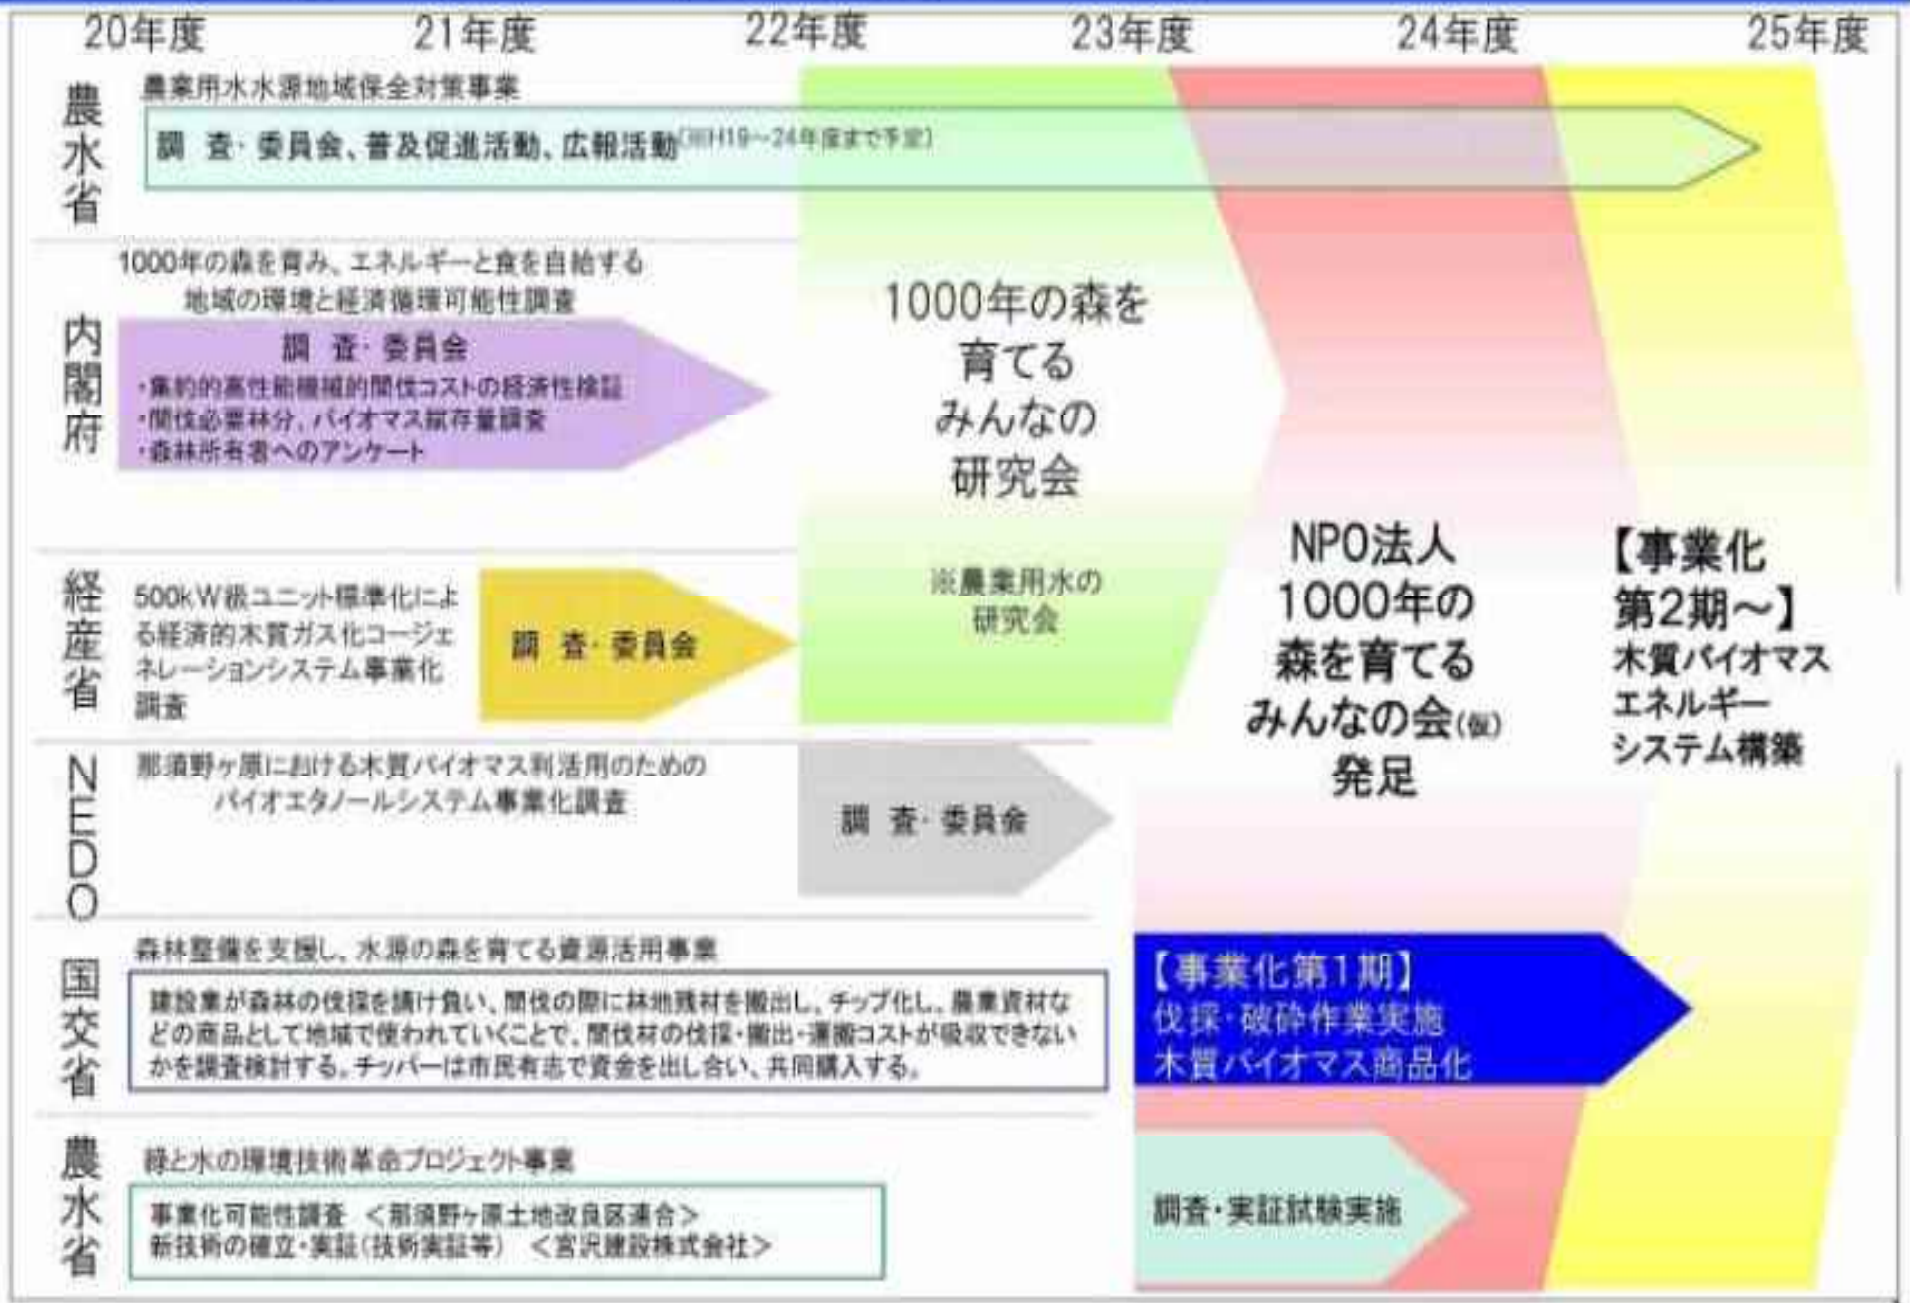 20年度 21年度 22年度 23年度 24年度 25年度
農水省
農業用水水源地域保全対策事業
調 査・委員会、普及促進活動、広報活動(※H19～24年度まで予定)
内閣府
1000年の森を育み、エネルギーと食を自給する
地域の環境と経済循環可能性調査
調 査・委員会
・集約的高性能機械的間伐コストの経済性検証
・間伐必要林分、バイオマス賦存量調査
・森林所有者へのアンケート
1000年の森を
育てる
みんなの
研究会
※農業用水の
研究会
経産省
500kW級ユニット標準化によ
る経済的木質ガス化コージェ
ネレーションシステム事業化
調査
調 査・委員会
NPO法人
1000年の
森を育てる
みんなの会(仮)
発足
【事業化
第2期～】
木質バイオマス
エネルギー
システム構築
NEDO
那須野ヶ原における木質バイオマス利活用のための
バイオエタノールシステム事業化調査
調 査・委員会
国交省
森林整備を支援し、水源の森を育てる資源活用事業
建設業が森林の伐採を請け負い、間伐の際に林地残材を搬出し、チップ化し、農業資材な
どの商品として地域で使われていくことで、間伐材の伐採・搬出・運搬コストが吸収できない
かを調査検討する。チッパーは市民有志で資金を出し合い、共同購入する。
【事業化第1期】
伐採・破砕作業実施
木質バイオマス商品化
農水省
緑と水の環境技術革命プロジェクト事業
事業化可能性調査 ＜那須野ヶ原土地改良区連合＞
新技術の確立・実証(技術実証等) ＜宮沢建設株式会社＞
調査・実証試験実施